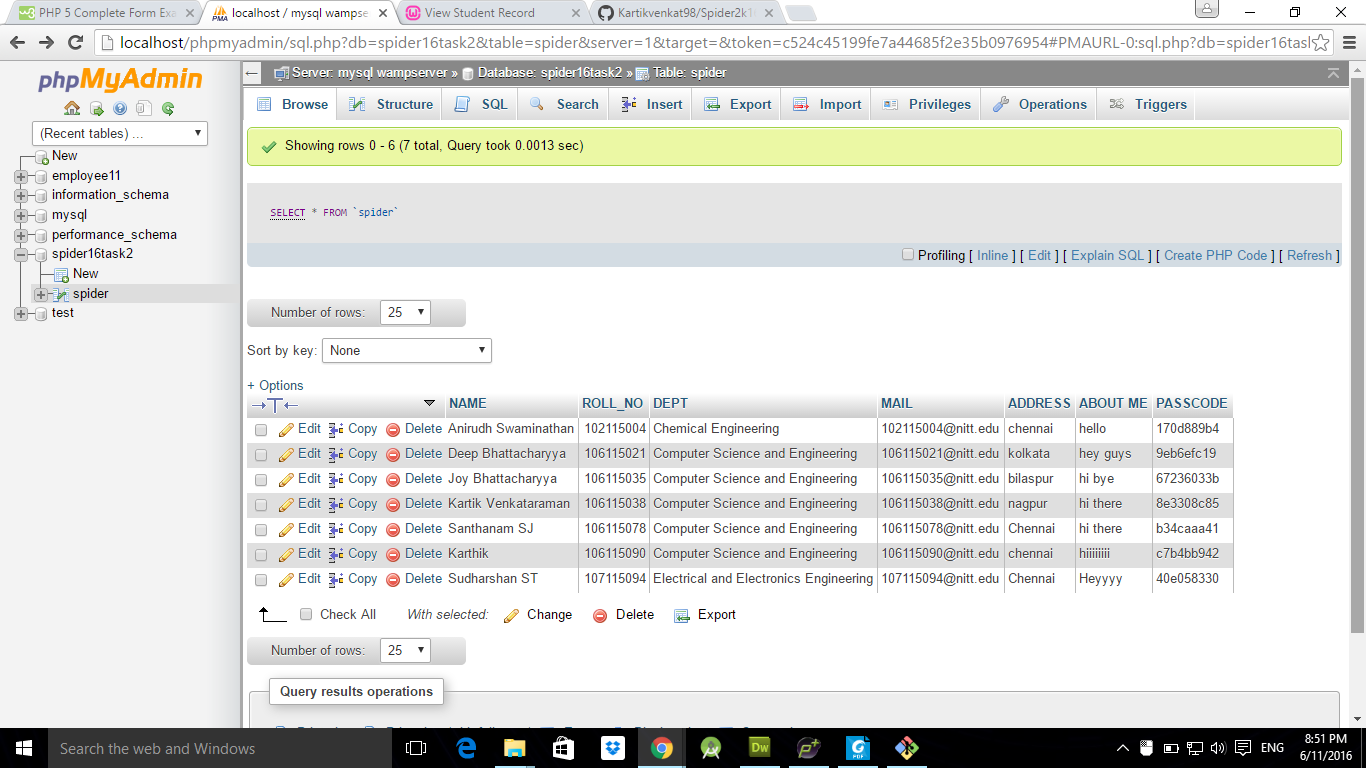 PHP 5 Complete Form Exa
localhost / mysql wampse
View Student Record
Kartikvenkat98/Spider2k1
localhost/phpmyadmin/sql.php?db=spider16task2&table=spider&server=1&target=&token=c524c45199fe7a44685f2e35b0976954#PMAURL-0:sql.php?db=spider16tas
phpMyAdmin
(Recent tables) ...
New
employee11
information_schema
mysql
performance_schema
spider16task2
New
spider
test
Server: mysql wampserver » Database: spider16task2 » Table: spider
Browse Structure SQL Search Insert Export Import Privileges Operations Triggers
Showing rows 0 - 6 (7 total, Query took 0.0013 sec)
SELECT * FROM `spider`
Profiling [ Inline ] [ Edit ] [ Explain SQL ] [ Create PHP Code ] [ Refresh ]
Number of rows: 25
Sort by key: None
+ Options
NAME ROLL_NO DEPT MAIL ADDRESS ABOUT ME PASSCODE
Edit Copy Delete Anirudh Swaminathan 102115004 Chemical Engineering 102115004@nitt.edu chennai hello 170d889b4
Edit Copy Delete Deep Bhattacharyya 106115021 Computer Science and Engineering 106115021@nitt.edu kolkata hey guys 9eb6efc19
Edit Copy Delete Joy Bhattacharyya 106115035 Computer Science and Engineering 106115035@nitt.edu bilaspur hi bye 67236033b
Edit Copy Delete Kartik Venkataraman 106115038 Computer Science and Engineering 106115038@nitt.edu nagpur hi there 8e3308c85
Edit Copy Delete Santhanam SJ 106115078 Computer Science and Engineering 106115078@nitt.edu Chennai hi there b34caaa41
Edit Copy Delete Karthik 106115090 Computer Science and Engineering 106115090@nitt.edu chennai hiiiiiiii c7b4bb942
Edit Copy Delete Sudharshan ST 107115094 Electrical and Electronics Engineering 107115094@nitt.edu Chennai Heyyyy 40e058330
Check All With selected: Change Delete Export
Number of rows: 25
Query results operations
Search the web and Windows
ENG
8:51 PM
6/11/2016